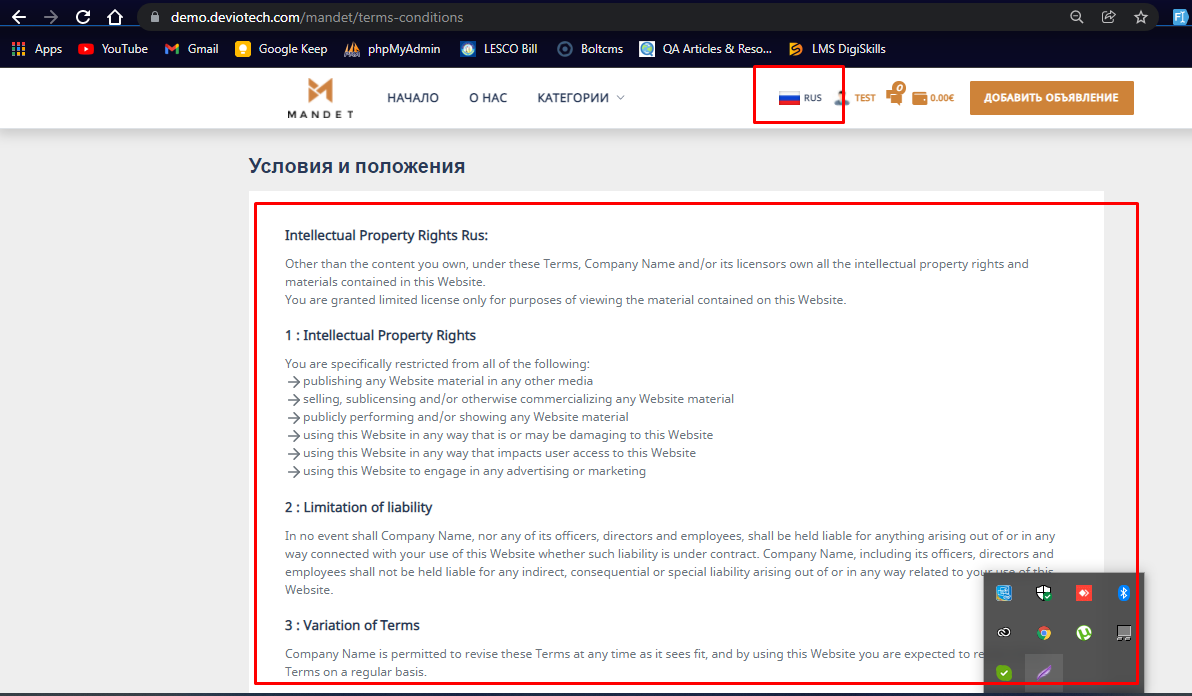 demo.deviotech.com/mandet/terms-conditions
Apps YouTube Gmail Google Keep phpMyAdmin LESCO Bill Boltcms QA Articles & Reso... LMS DigiSkills
MANDET
НАЧАЛО О НАС КАТЕГОРИИ RUS TEST 0 0.00€ ДОБАВИТЬ ОБЪЯВЛЕНИЕ
Условия и положения
Intellectual Property Rights Rus:
Other than the content you own, under these Terms, Company Name and/or its licensors own all the intellectual property rights and
materials contained in this Website.
You are granted limited license only for purposes of viewing the material contained on this Website.
1 : Intellectual Property Rights
You are specifically restricted from all of the following:
publishing any Website material in any other media
selling, sublicensing and/or otherwise commercializing any Website material
publicly performing and/or showing any Website material
using this Website in any way that is or may be damaging to this Website
using this Website in any way that impacts user access to this Website
using this Website to engage in any advertising or marketing
2 : Limitation of liability
In no event shall Company Name, nor any of its officers, directors and employees, shall be held liable for anything arising out of or in any
way connected with your use of this Website whether such liability is under contract. Company Name, including its officers, directors and
employees shall not be held liable for any indirect, consequential or special liability arising out of or in any way related to your use of this
Website.
3 : Variation of Terms
Company Name is permitted to revise these Terms at any time as it sees fit, and by using this Website you are expected to
Terms on a regular basis.